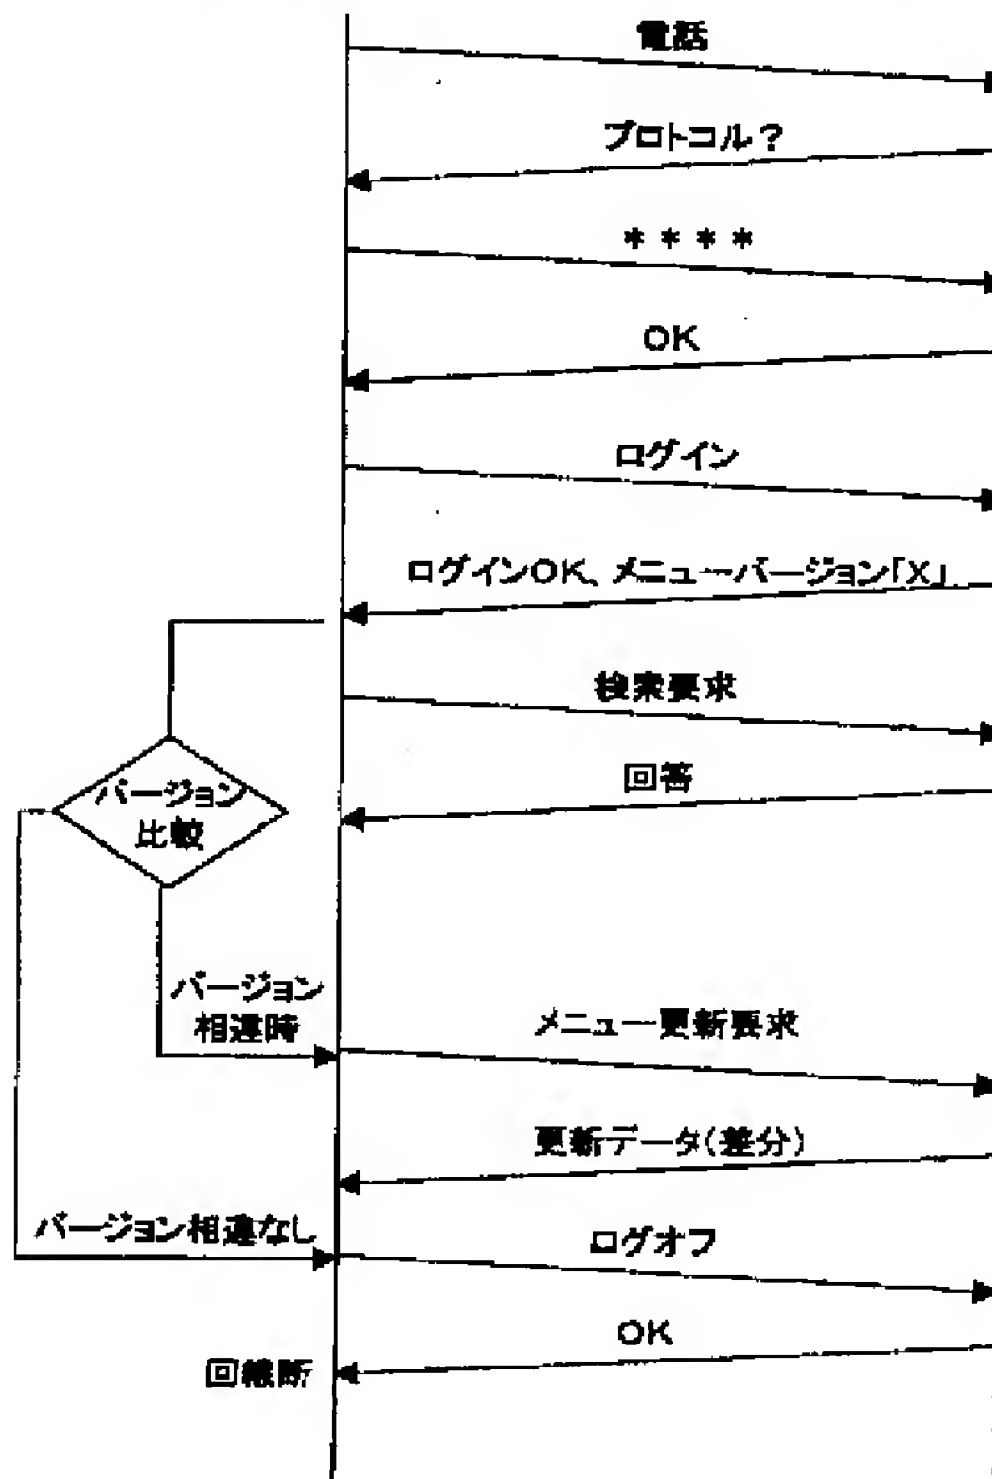 電話
プロトコル?
****
OK
ログイン
ログインOK、メニューバージョン「X」
検索要求
回答
バージョン
比較
バージョン
相違時
メニュー更新要求
更新データ(差分)
バージョン相違なし
ログオフ
OK
回線断